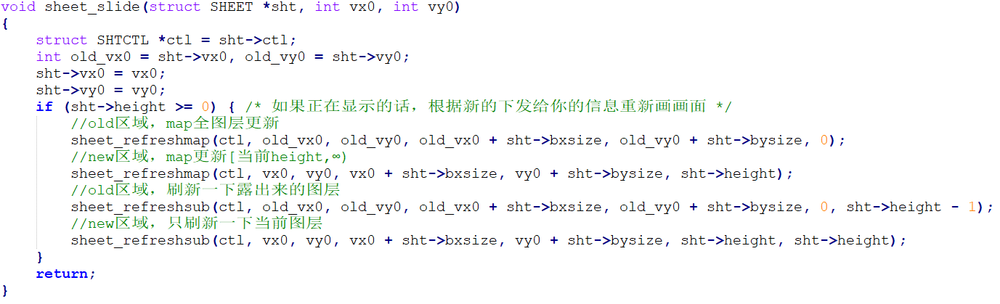 void sheet_slide(struct SHEET *sht, int vx0, int vy0)
{
    struct SHTCTL *ctl = sht->ctl;
    int old_vx0 = sht->vx0, old_vy0 = sht->vy0;
    sht->vx0 = vx0;
    sht->vy0 = vy0;
    if (sht->height >= 0) { /* 如果正在显示的话，根据新的下发给你的信息重新画画面 */
        //old区域，map全图层更新
        sheet_refreshmap(ctl, old_vx0, old_vy0, old_vx0 + sht->bxsize, old_vy0 + sht->bysize, 0);
        //new区域，map更新[当前height,∞)
        sheet_refreshmap(ctl, vx0, vy0, vx0 + sht->bxsize, vy0 + sht->bysize, sht->height);
        //old区域，刷新一下露出来的图层
        sheet_refreshsub(ctl, old_vx0, old_vy0, old_vx0 + sht->bxsize, old_vy0 + sht->bysize, 0, sht->height - 1);
        //new区域，只刷新一下当前图层
        sheet_refreshsub(ctl, vx0, vy0, vx0 + sht->bxsize, vy0 + sht->bysize, sht->height, sht->height);
    }
    return;
}